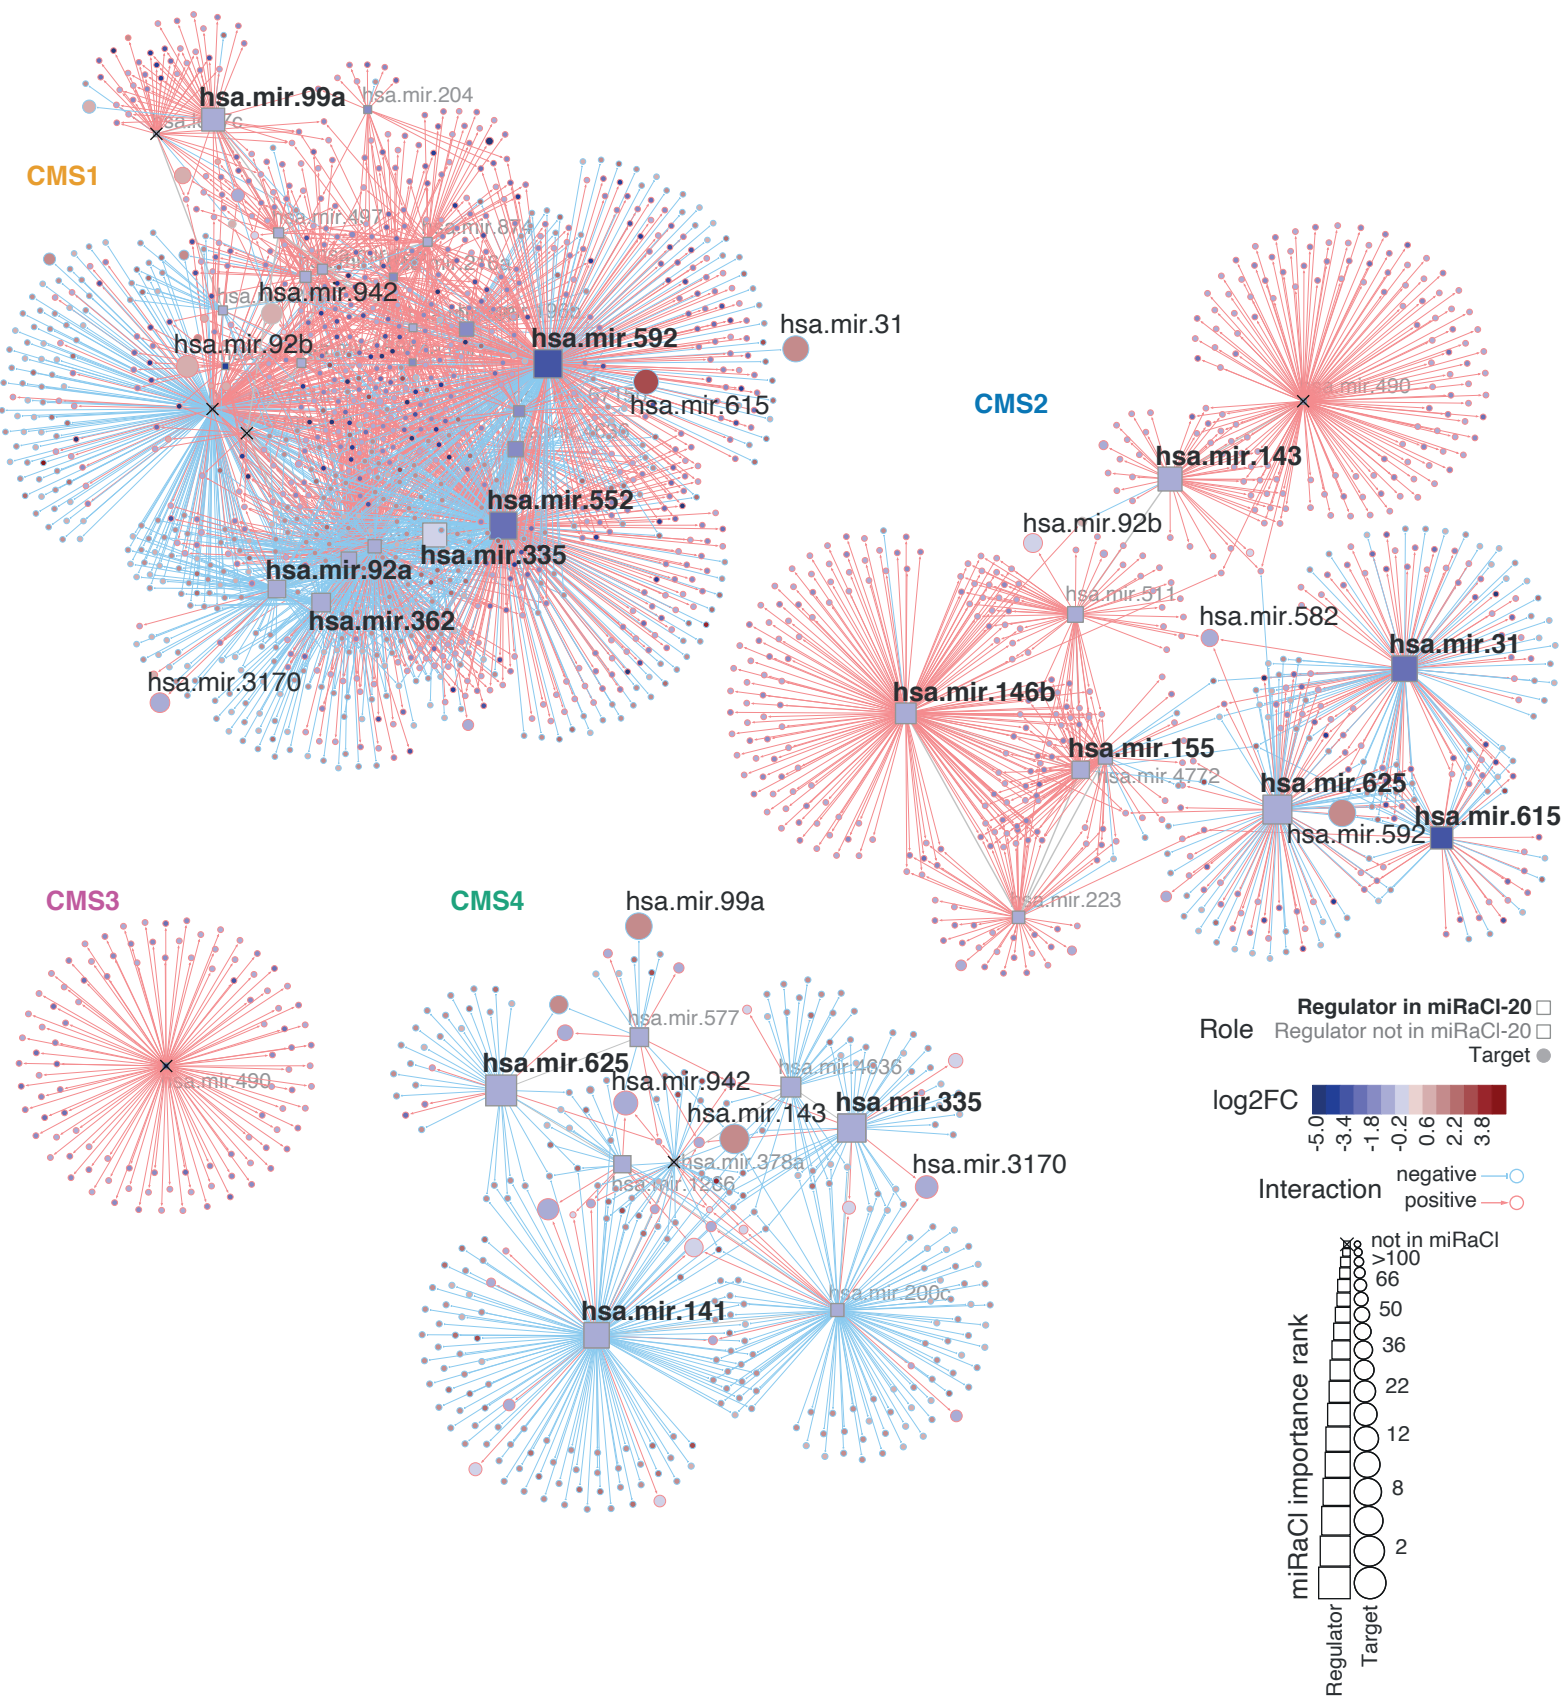 hsa.mir.99a
hsa.mir.204
CMS1
hsa.mir.497
hsa.mir.874
hsa.mir.942
hsa.mir.92b
hsa.mir.592
hsa.mir.31
hsa.mir.615
hsa.mir.552
hsa.mir.335
hsa.mir.92a
hsa.mir.362
hsa.mir.3170
CMS2
hsa.mir.490
hsa.mir.143
hsa.mir.92b
hsa.mir.511
hsa.mir.582
hsa.mir.31
hsa.mir.146b
hsa.mir.155
hsa.mir.4772
hsa.mir.625
hsa.mir.592
hsa.mir.615
hsa.mir.223
CMS3
hsa.mir.490
CMS4
hsa.mir.99a
hsa.mir.577
hsa.mir.625
hsa.mir.942
hsa.mir.4636
hsa.mir.143
hsa.mir.335
hsa.mir.378a
hsa.mir.1266
hsa.mir.3170
hsa.mir.141
hsa.mir.200c
Role
Regulator in miRaCl-20
Regulator not in miRaCl-20
Target
log2FC
-5.0
-3.4
-1.8
-0.2
0.6
2.2
3.8
Interaction
negative
positive
miRaCl importance rank
not in miRaCl
>100
66
50
36
22
12
8
2
Regulator
Target